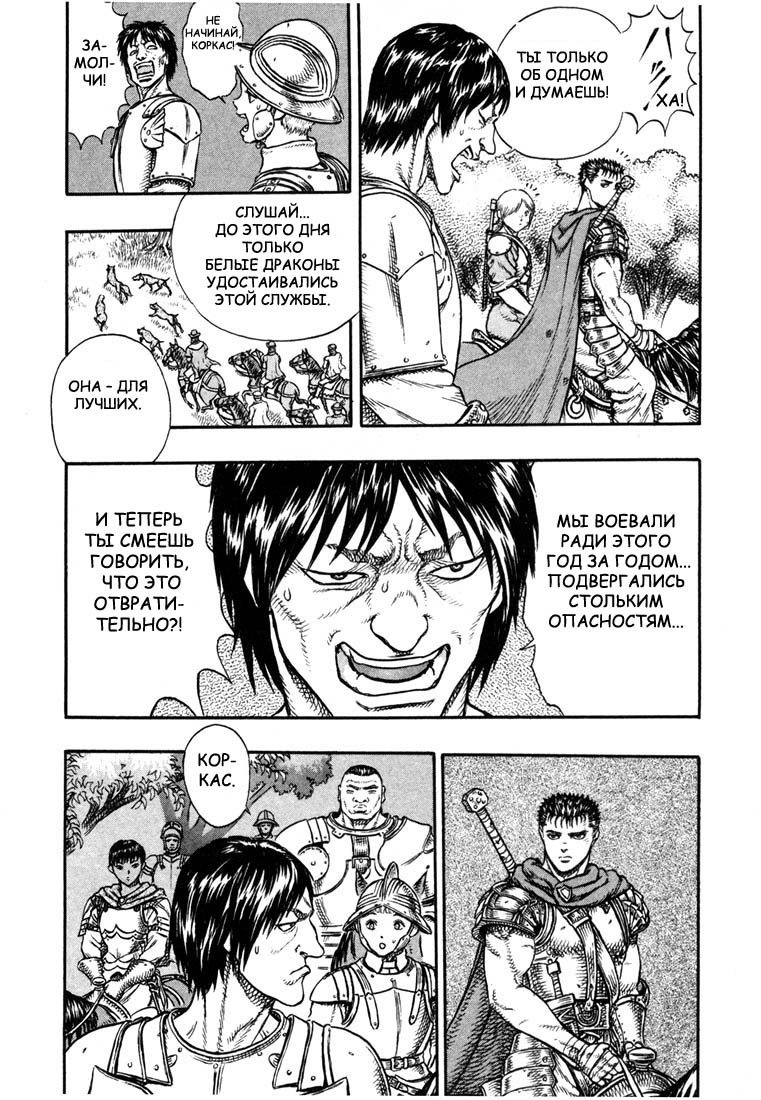 ХА!
ТЫ ТОЛЬКО
ОБ ОДНОМ
И ДУМАЕШЬ!
НЕ
НАЧИНАЙ,
КОРКАС!
ЗА-
МОЛ-
ЧИ!
СЛУШАЙ...
ДО ЭТОГО ДНЯ
ТОЛЬКО
БЕЛЫЕ ДРАКОНЫ
УДОСТАИВАЛИСЬ
ЭТОЙ СЛУЖБЫ.
ОНА – ДЛЯ
ЛУЧШИХ.
МЫ ВОЕВАЛИ
РАДИ ЭТОГО
ГОД ЗА ГОДОМ...
ПОДВЕРГАЛИСЬ
СТОЛЬКИМ
ОПАСНОСТЯМ...
И ТЕПЕРЬ
ТЫ СМЕЕШЬ
ГОВОРИТЬ,
ЧТО ЭТО
ОТВРАТИ-
ТЕЛЬНО?!
КОР-
КАС.